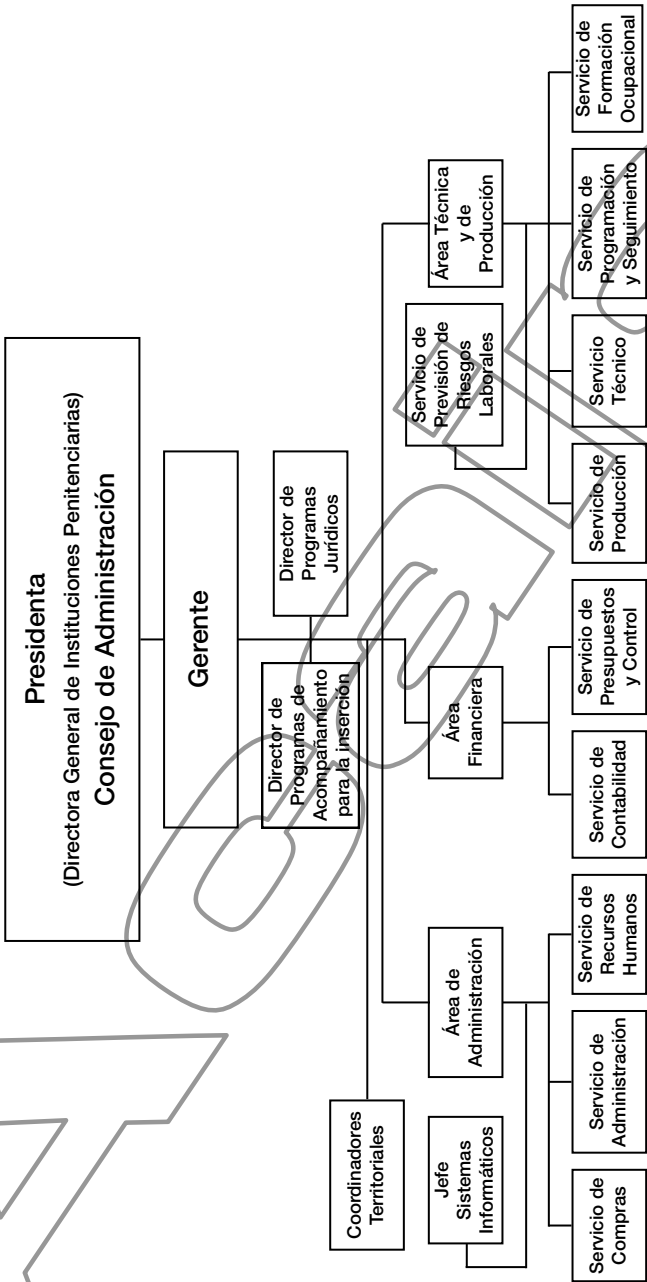 Presidenta
(Directora General de Instituciones Penitenciarias)
Consejo de Administración
Gerente
Director de
Programas de
Acompañamiento
para la inserción
Director de
Programas
Jurídicos
Coordinadores
Territoriales
Jefe
Sistemas
Informáticos
Área de
Administración
Área
Financiera
Servicio de
Previsión de
Riesgos
Laborales
Área Técnica
y de
Producción
Servicio de
Compras
Servicio de
Administración
Servicio de
Recursos
Humanos
Servicio de
Contabilidad
Servicio de
Presupuestos
y Control
Servicio de
Producción
Servicio
Técnico
Servicio de
Programación
y Seguimiento
Servicio de
Formación
Ocupacional